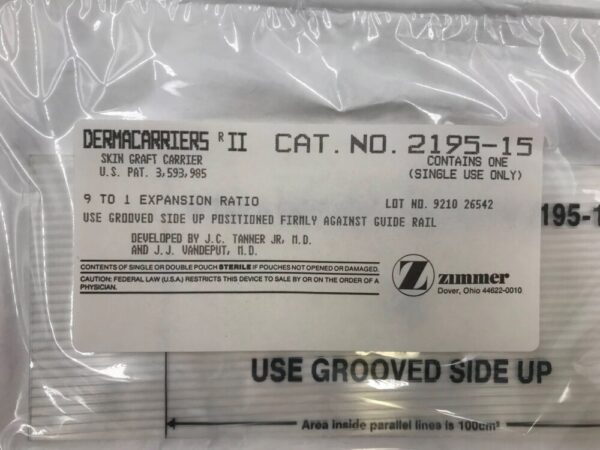 DERMACARRIERS R II CAT. NO. 2195-15
SKIN GRAFT CARRIER CONTAINS ONE
U.S. PAT. 3,593,985 (SINGLE USE ONLY)
9 TO 1 EXPANSION RATIO LOT NO. 9210 26542
USE GROOVED SIDE UP POSITIONED FIRMLY AGAINST GUIDE RAIL
DEVELOPED BY J.C. TANNER JR, M.D.
AND J.J. VANDEPUT, M.D.
CONTENTS OF SINGLE OR DOUBLE POUCH STERILE IF POUCHES NOT OPENED OR DAMAGED.
CAUTION: FEDERAL LAW (U.S.A.) RESTRICTS THIS DEVICE TO SALE BY OR ON THE ORDER OF A
PHYSICIAN.
Z zimmer
Dover, Ohio 44622-0010
195-1
USE GROOVED SIDE UP
Area inside parallel lines is 100cm²